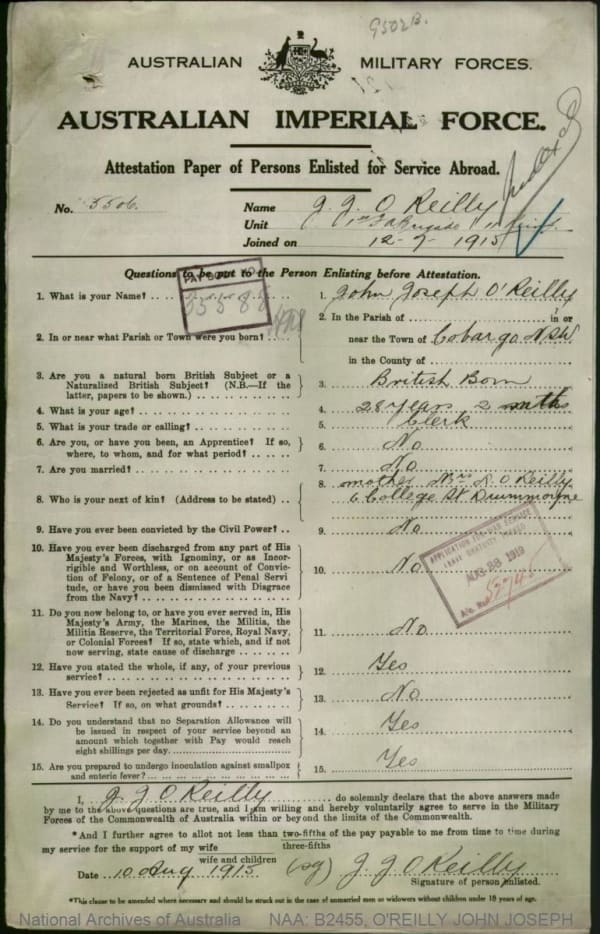 9502B.
AUSTRALIAN MILITARY FORCES.
AUSTRALIAN IMPERIAL FORCE.
Attestation Paper of Persons Enlisted for Service Abroad.
No. 5506. Name J. J. O'Reilly
Unit
Joined on 12-7-1915
Questions to be put to the Person Enlisting before Attestation.
1. What is your Name? 1. John Joseph O'Reilly
2. In or near what Parish or Town were you born? 2. In the Parish of in or
near the Town of Cobargo NSW
in the County of
3. Are you a natural born British Subject or a
Naturalized British Subject? (N.B.—If the
latter, papers to be shown.) 3. British Born
4. What is your age? 4. 28 years 2 mths
5. What is your trade or calling? 5. Clerk
6. Are you, or have you been, an Apprentice? If so,
where, to whom, and for what period? 6. No
7. Are you married? 7. No
8. Who is your next of kin? (Address to be stated) 8. mother Mrs O'Reilly
6 College St Drummoyne
9. Have you ever been convicted by the Civil Power? 9. No
10. Have you ever been discharged from any part of His
Majesty's Forces, with Ignominy, or as Incor-
rigible and Worthless, or on account of Convic-
tion of Felony, or of a Sentence of Penal Servi
tude, or have you been dismissed with Disgrace
from the Navy? 10. No
APPLICATION FOR WAR SERVICE
LEAVE GRATUITY
AUG 28 1919
11. Do you now belong to, or have you ever served in, His
Majesty's Army, the Marines, the Militia, the
Militia Reserve, the Territorial Force, Royal Navy,
or Colonial Forces? If so, state which, and if not
now serving, state cause of discharge 11. No
12. Have you stated the whole, if any, of your previous
service? 12. Yes
13. Have you ever been rejected as unfit for His Majesty's
Service? If so, on what grounds? 13. No
14. Do you understand that no Separation Allowance will
be issued in respect of your service beyond an
amount which together with Pay would reach
eight shillings per day. 14. Yes
15. Are you prepared to undergo inoculation against smallpox
and enteric fever? 15. Yes
I, J. J. O'Reilly do solemnly declare that the above answers made
by me to the above questions are true, and I am willing and hereby voluntarily agree to serve in the Military
Forces of the Commonwealth of Australia within or beyond the limits of the Commonwealth.
*And I further agree to allot not less than two-fifths of the pay payable to me from time to time during
three-fifths
my service for the support of my wife
wife and children
Date 10 Aug 1915 (sg) J. J. O'Reilly
Signature of person enlisted.
*This clause to be amended where necessary and should be struck out in the case of unmarried men or widowers without children under 18 years of age.
National Archives of Australia NAA: B2455, O'REILLY JOHN JOSEPH